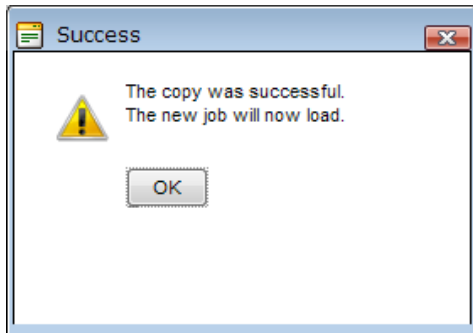 Success
The copy was successful.
The new job will now load.
OK